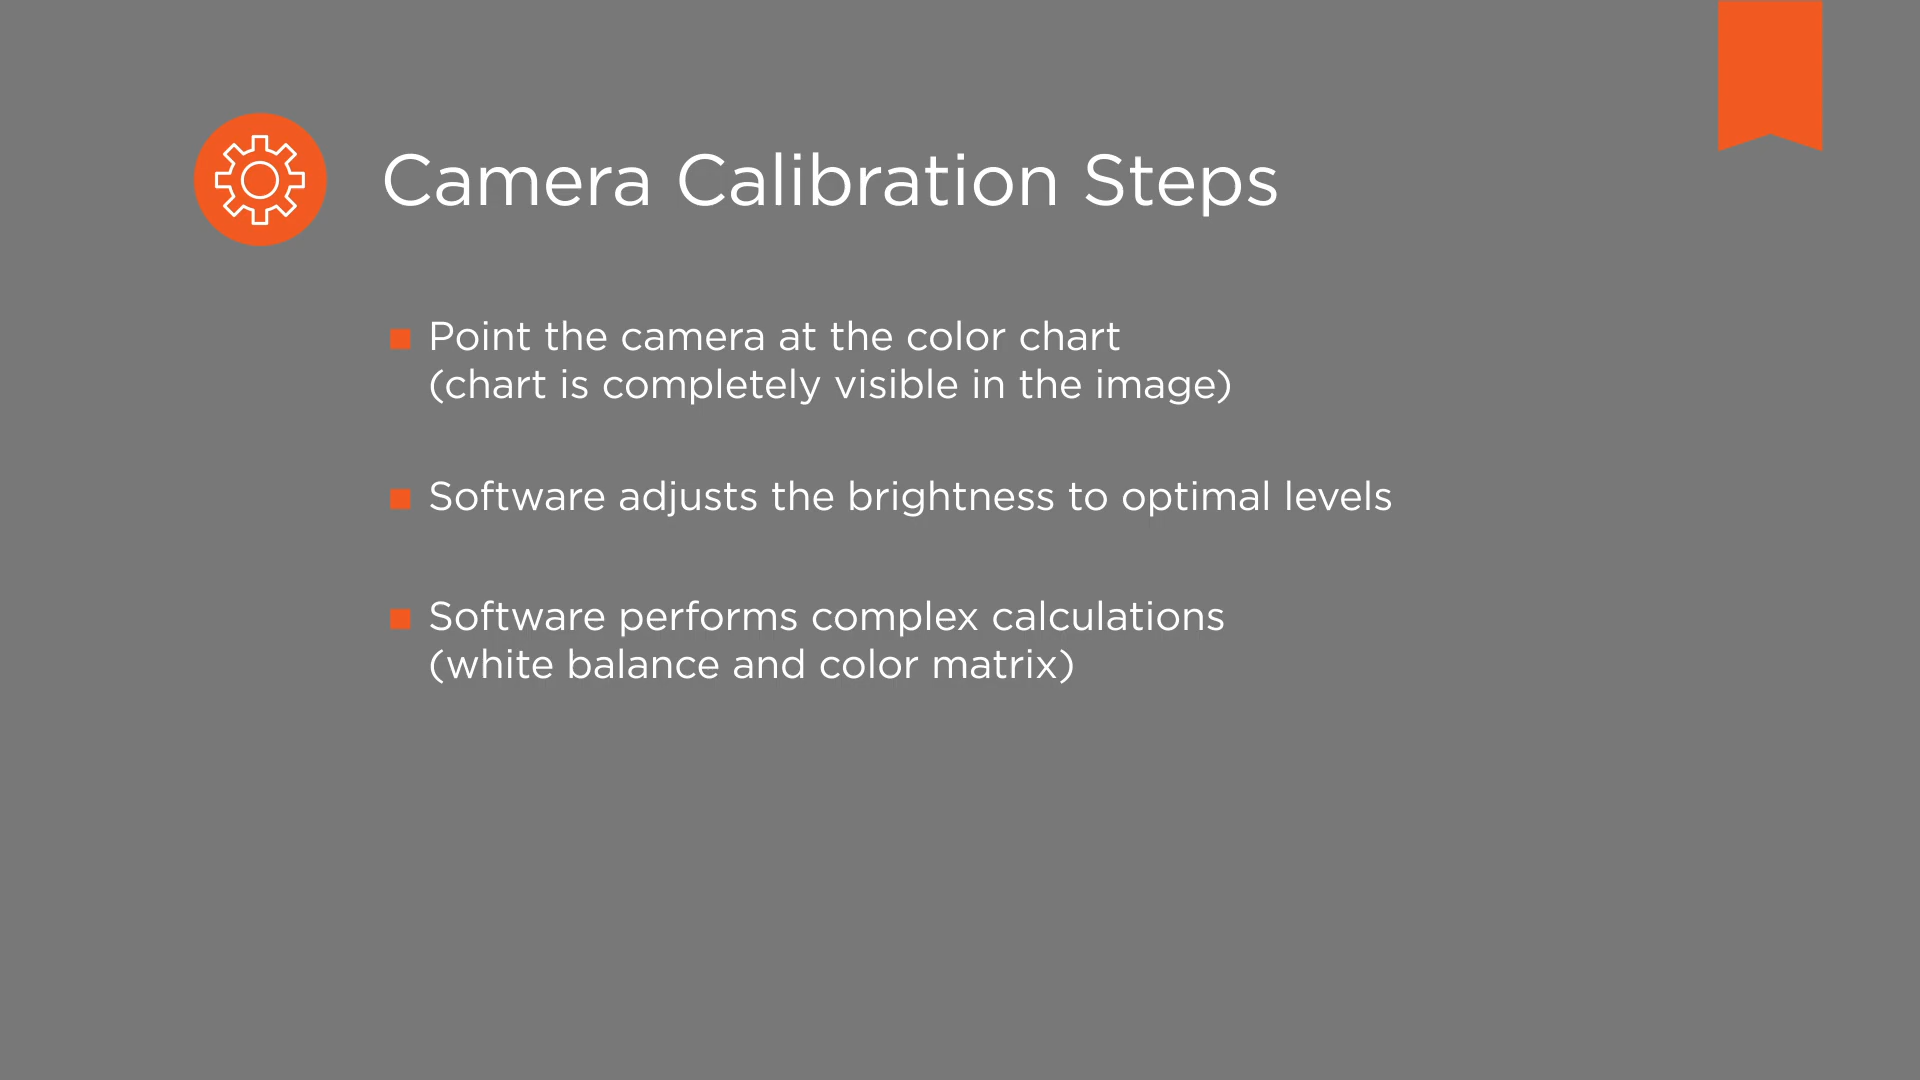 Camera Calibration Steps
Point the camera at the color chart
(chart is completely visible in the image)
Software adjusts the brightness to optimal levels
Software performs complex calculations
(white balance and color matrix)